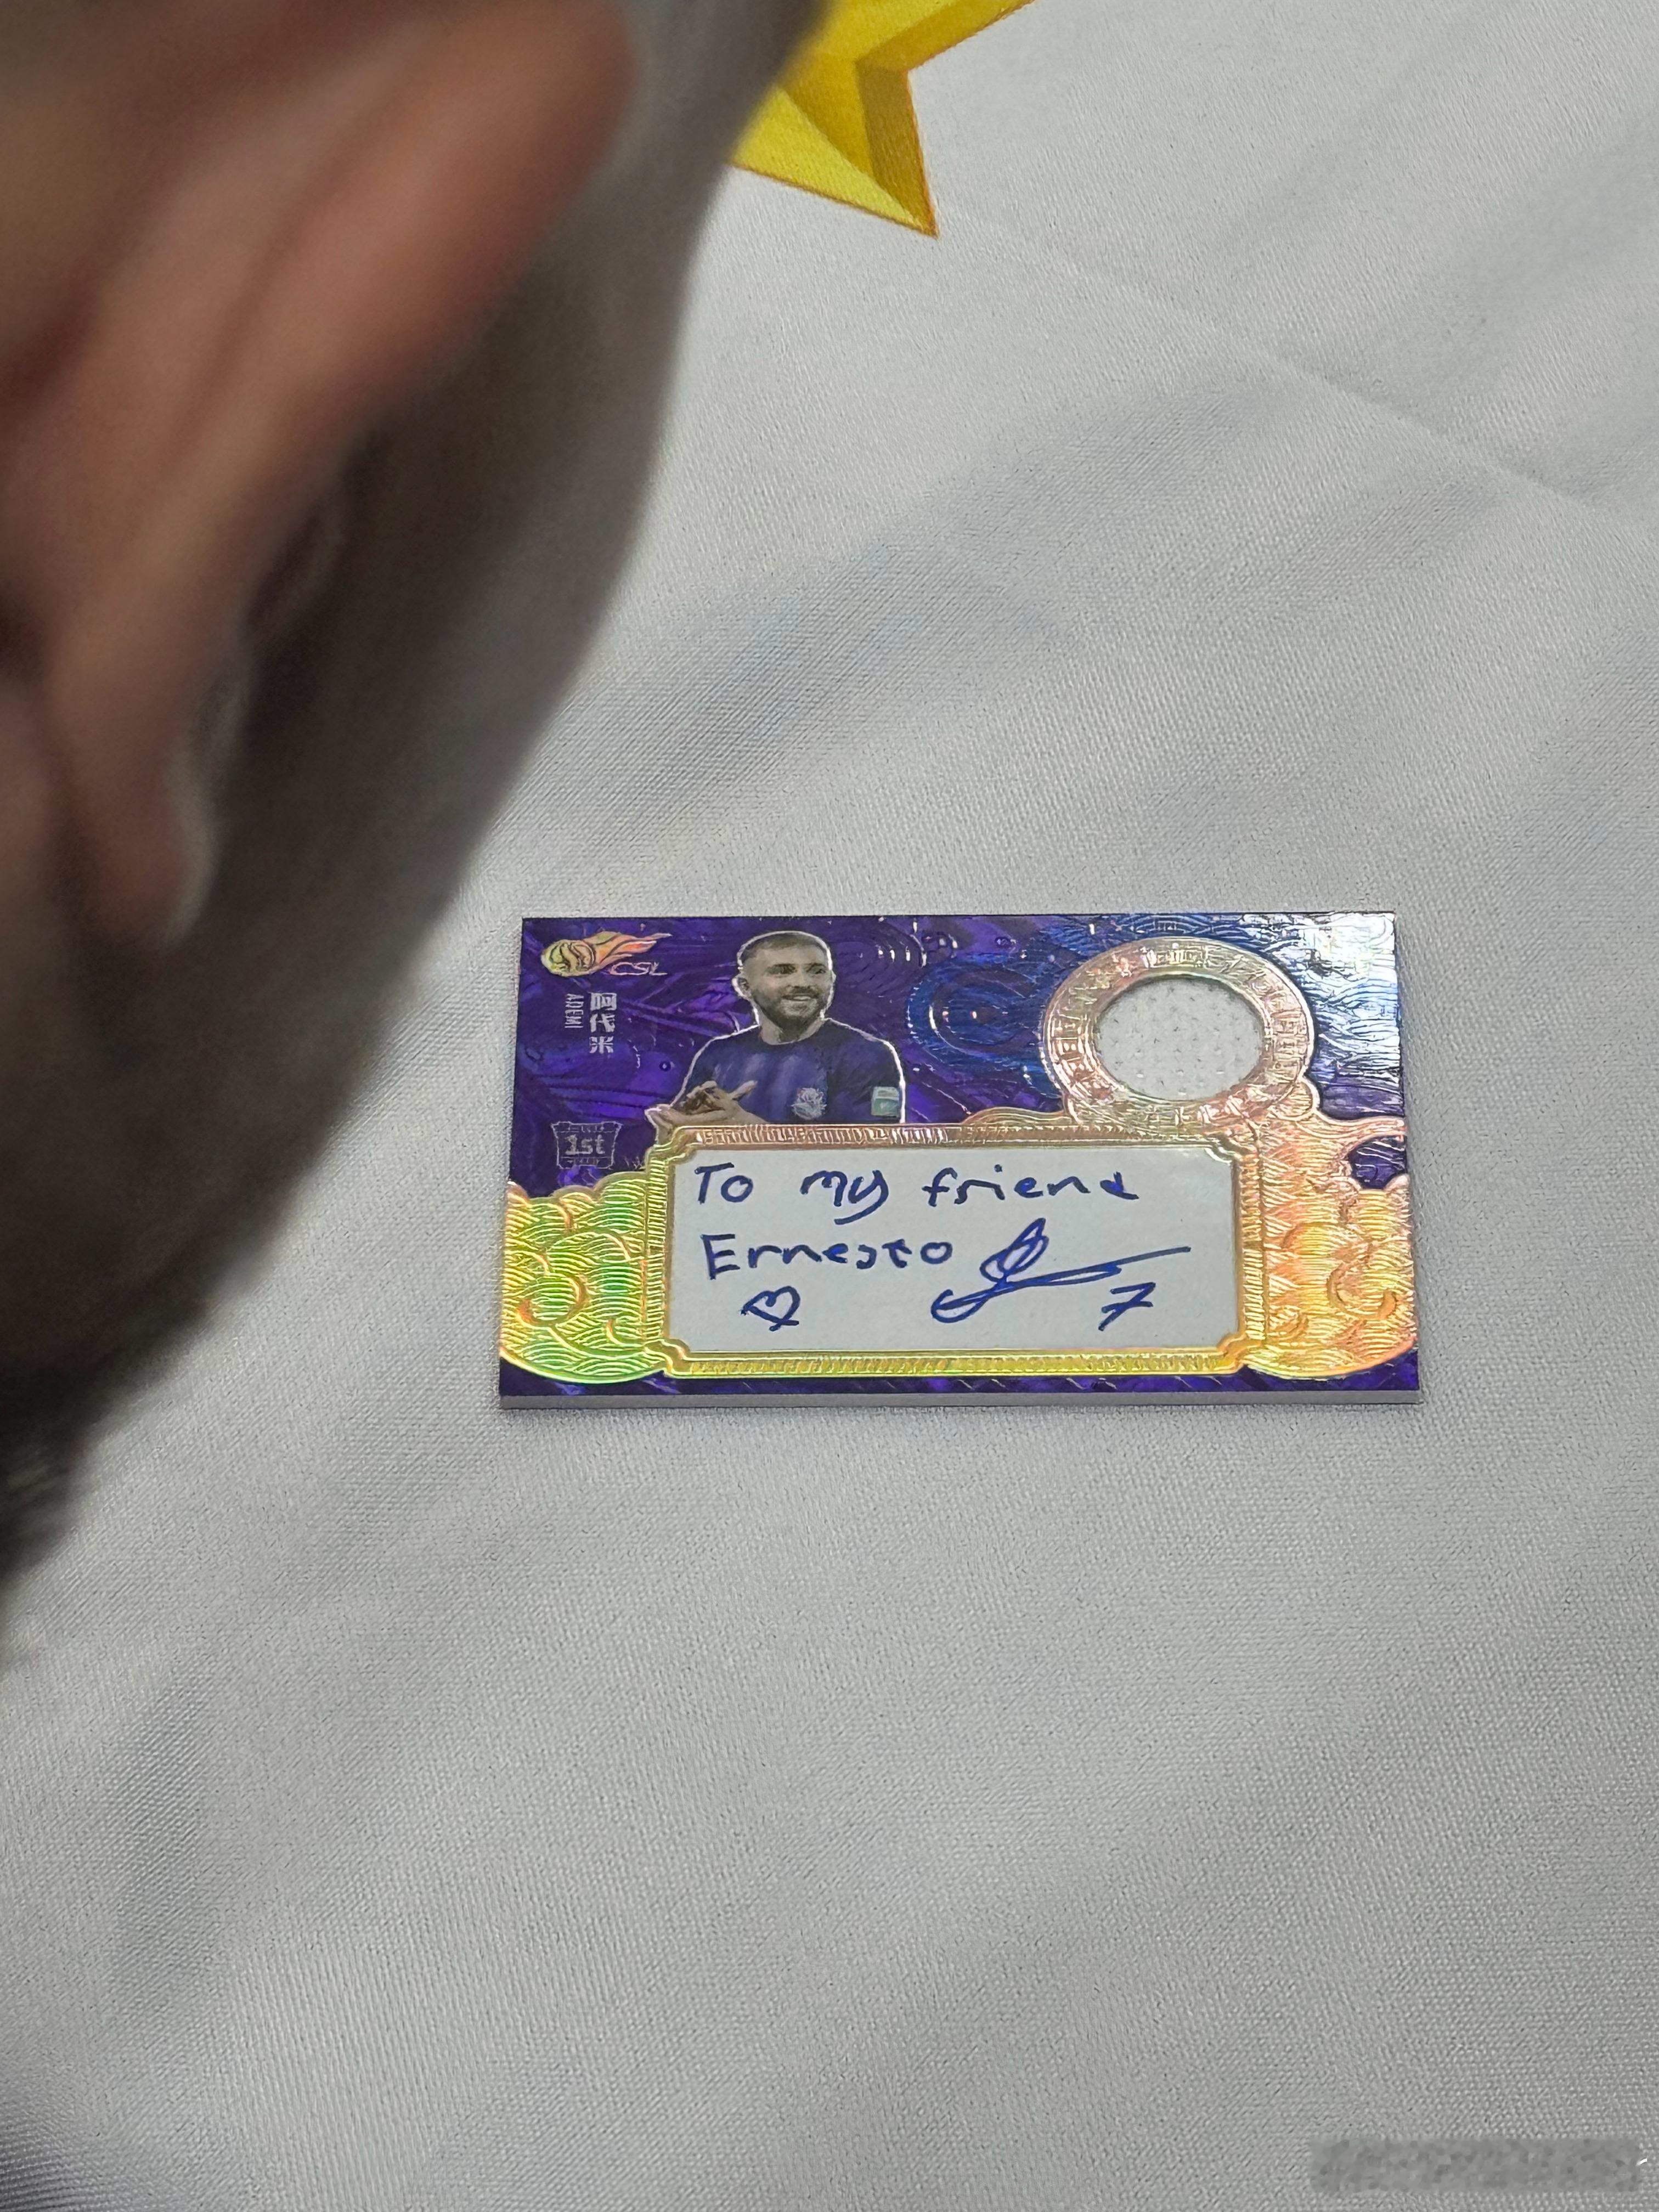 CSL
阿代米
ADEMI
1st
To my friend
Ernesto
7